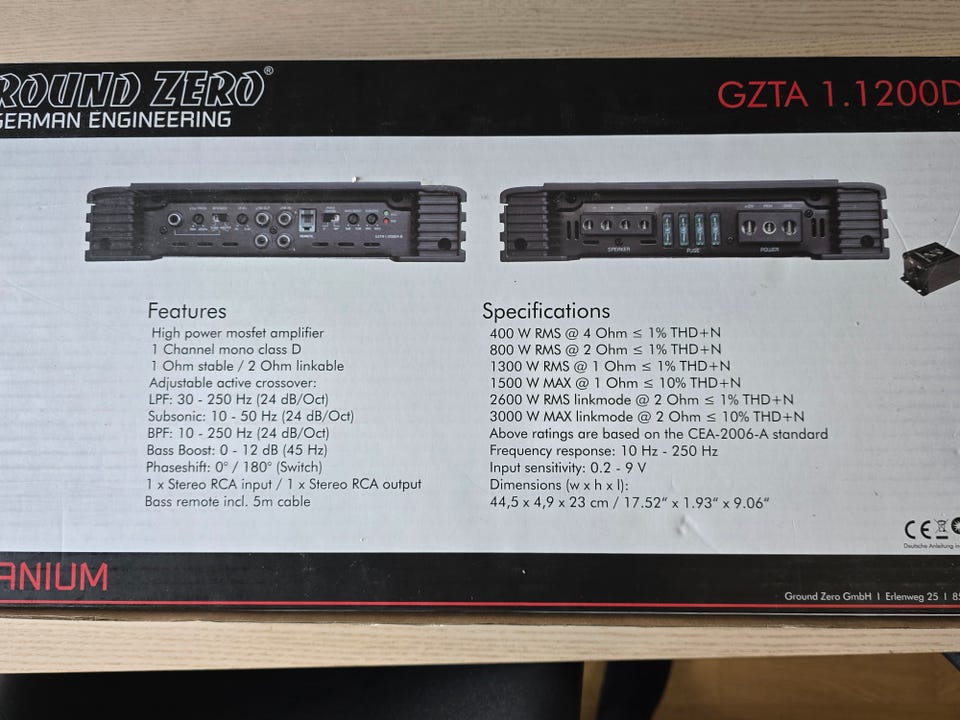 ROUND ZERO®
GERMAN ENGINEERING
GZTA 1.1200D
SPEAKER
FUSE
POWER
REMOTE
Features
High power mosfet amplifier
1 Channel mono class D
1 Ohm stable / 2 Ohm linkable
Adjustable active crossover:
LPF: 30 - 250 Hz (24 dB/Oct)
Subsonic: 10 - 50 Hz (24 dB/Oct)
BPF: 10 - 250 Hz (24 dB/Oct)
Bass Boost: 0 - 12 dB (45 Hz)
Phaseshift: 0° / 180° (Switch)
1 x Stereo RCA input / 1 x Stereo RCA output
Bass remote incl. 5m cable
Specifications
400 W RMS @ 4 Ohm ≤ 1% THD+N
800 W RMS @ 2 Ohm ≤ 1% THD+N
1300 W RMS @ 1 Ohm ≤ 1% THD+N
1500 W MAX @ 1 Ohm ≤ 10% THD+N
2600 W RMS linkmode @ 2 Ohm ≤ 1% THD+N
3000 W MAX linkmode @ 2 Ohm ≤ 10% THD+N
Above ratings are based on the CEA-2006-A standard
Frequency response: 10 Hz - 250 Hz
Input sensitivity: 0.2 - 9 V
Dimensions (w x h x l):
44,5 x 4,9 x 23 cm / 17.52“ x 1.93“ x 9.06“
CE
Deutsche Anleitung in
ANIUM
Ground Zero GmbH I Erlenweg 25 I 85